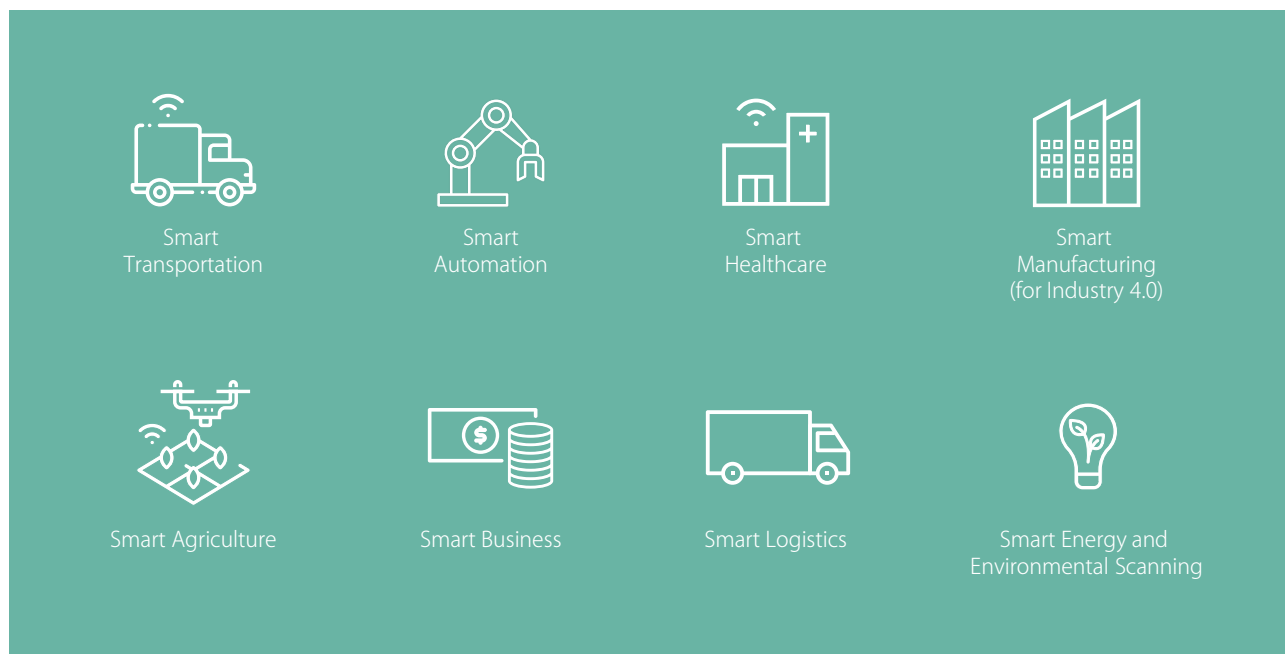 Smart
Transportation
Smart
Automation
Smart
Healthcare
Smart
Manufacturing
(for Industry 4.0)
Smart Agriculture
$
Smart Business
Smart Logistics
Smart Energy and
Environmental Scanning